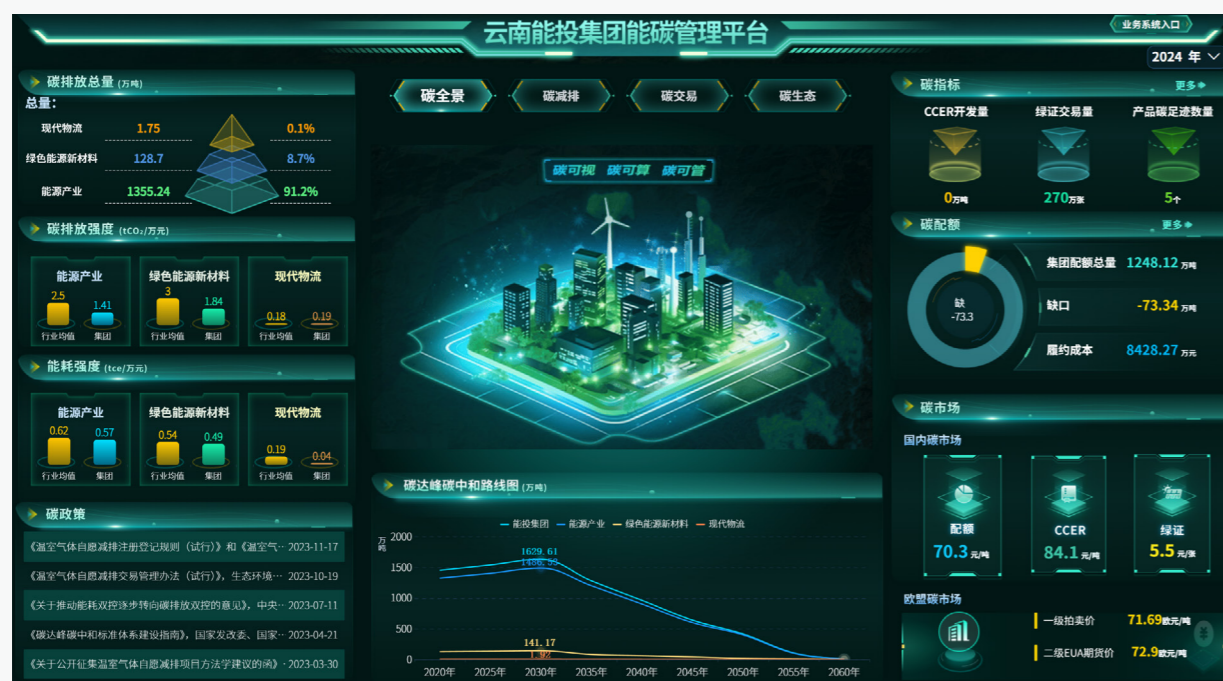 云南能投集团能碳管理平台
业务系统入口
2024 年
碳排放总量 (万吨)
总量:
现代物流 1.75 0.1%
绿色能源新材料 128.7 8.7%
能源产业 1355.24 91.2%
碳排放强度 (tCO₂/万元)
能源产业 绿色能源新材料 现代物流
2.5 1.41 3 1.84 0.18 0.19
行业均值 集团 行业均值 集团 行业均值 集团
能耗强度 (tce/万元)
能源产业 绿色能源新材料 现代物流
0.62 0.57 0.54 0.49 0.19 0.04
行业均值 集团 行业均值 集团 行业均值 集团
碳政策
《温室气体自愿减排注册登记规则（试行）》和《温室气… 2023-11-17
《温室气体自愿减排交易管理办法（试行）》，生态环境… 2023-10-19
《关于推动能耗双控逐步转向碳排放双控的意见》，中央… 2023-07-11
《碳达峰碳中和标准体系建设指南》，国家发改委、国家… 2023-04-21
《关于公开征集温室气体自愿减排项目方法学建议的函》… 2023-03-30
碳全景 碳减排 碳交易 碳生态
碳可视 碳可算 碳可管
碳达峰碳中和路线图 (万吨)
能投集团 能源产业 绿色能源新材料 现代物流
万吨
2000
1500
1000
500
0
1629.61
1486.55
141.17
1.92
2020年 2025年 2030年 2035年 2040年 2045年 2050年 2055年 2060年
碳指标 更多
CCER开发量 绿证交易量 产品碳足迹数量
0万吨 270万张 5个
碳配额 更多
缺
-73.3
集团配额总量 1248.12 万吨
缺口 -73.34 万吨
履约成本 8428.27 万元
碳市场
国内碳市场
配额 CCER 绿证
70.3 元/吨 84.1 元/吨 5.5 元/张
欧盟碳市场
一级拍卖价 71.69欧元/吨
二级EUA期货价 72.9欧元/吨